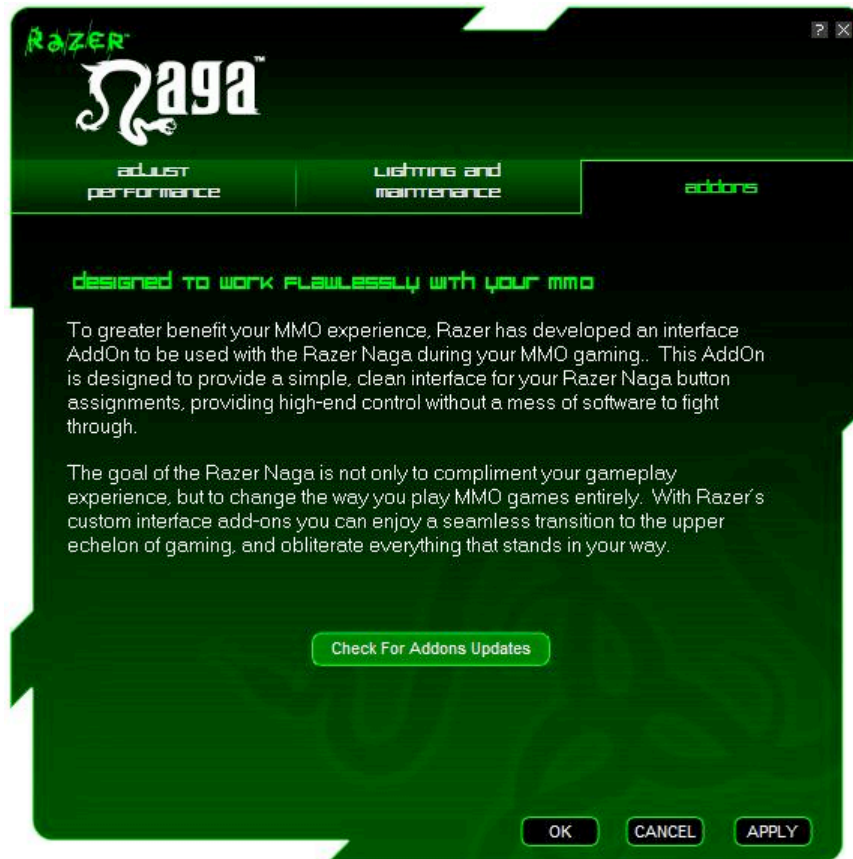 Razer
Naga™
? X
adjust
performance
Lighting and
maintenance
addons
designed to work flawlessly with your mmo
To greater benefit your MMO experience, Razer has developed an interface
AddOn to be used with the Razer Naga during your MMO gaming.. This AddOn
is designed to provide a simple, clean interface for your Razer Naga button
assignments, providing high-end control without a mess of software to fight
through.
The goal of the Razer Naga is not only to compliment your gameplay
experience, but to change the way you play MMO games entirely. With Razer's
custom interface add-ons you can enjoy a seamless transition to the upper
echelon of gaming, and obliterate everything that stands in your way.
Check For Addons Updates
OK CANCEL APPLY